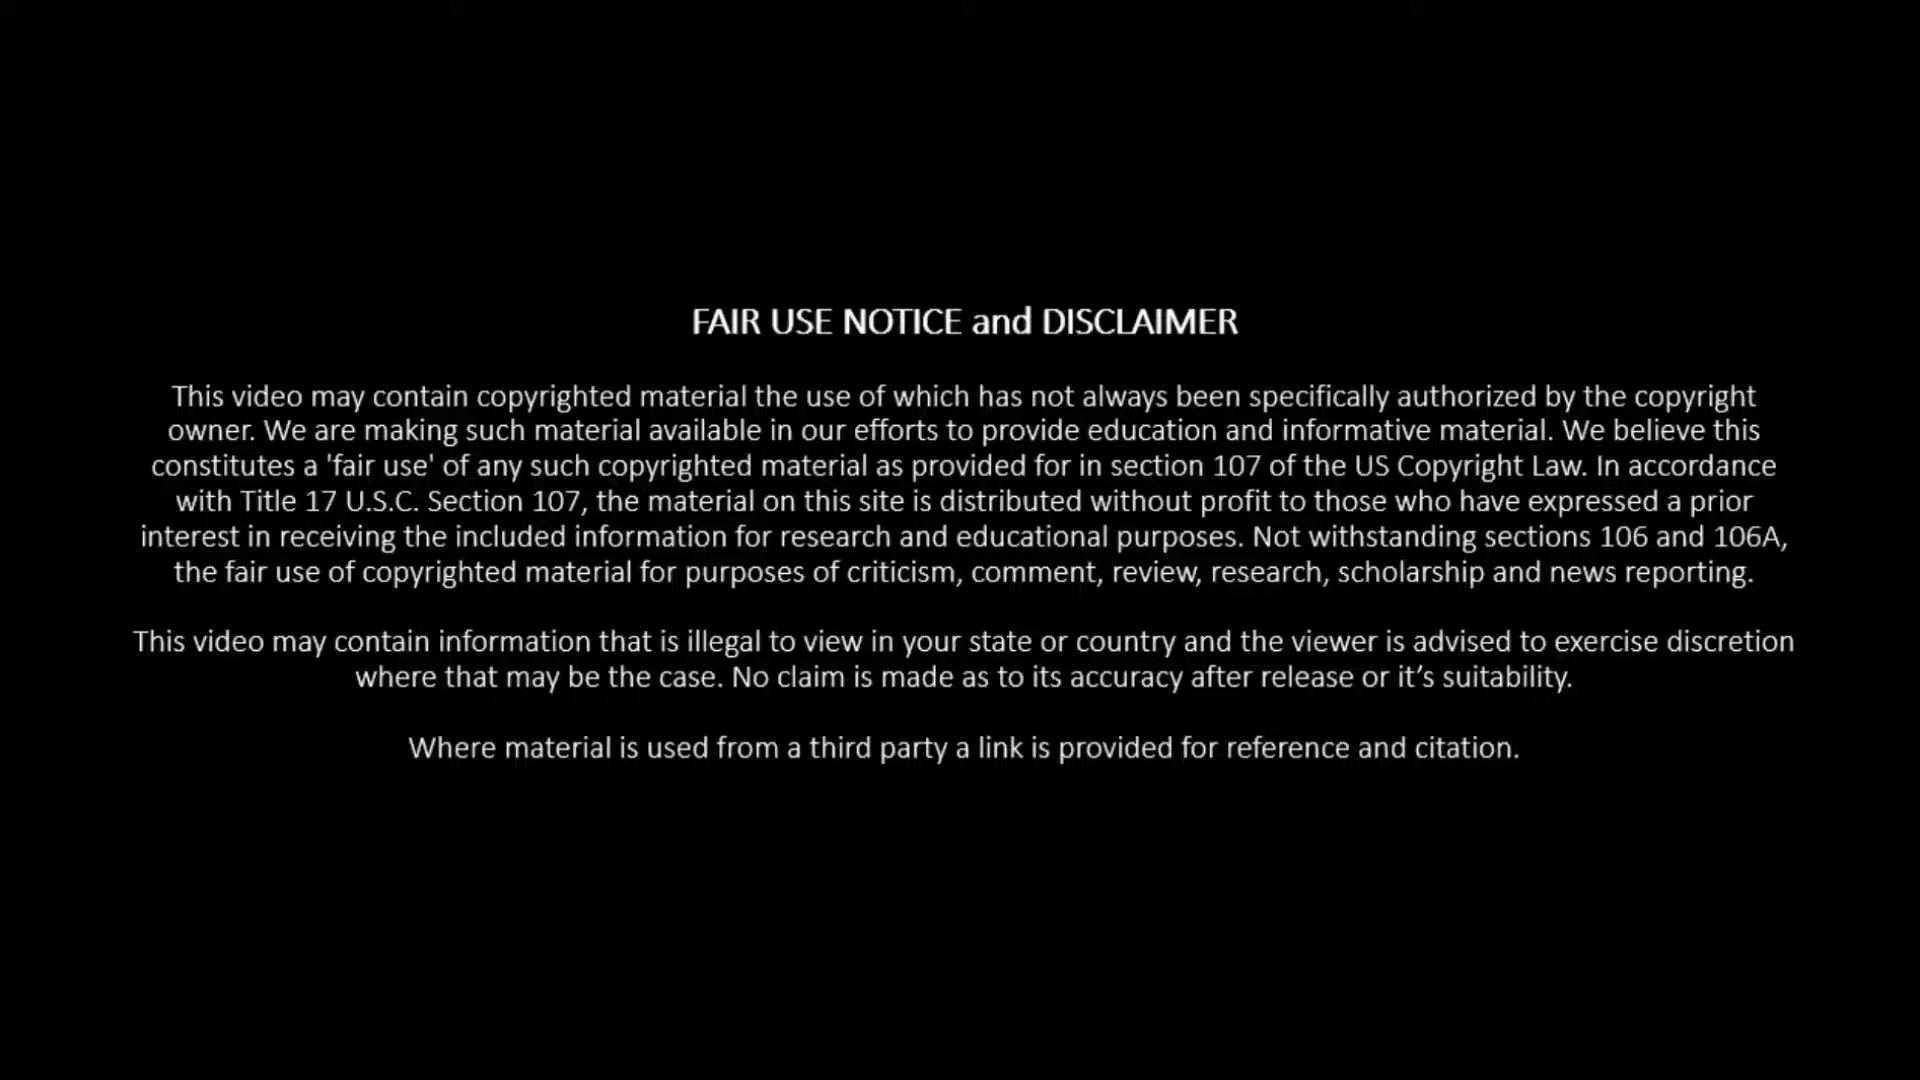 FAIR USE NOTICE and DISCLAIMER
This video may contain copyrighted material the use of which has not always been specifically authorized by the copyright
owner. We are making such material available in our efforts to provide education and informative material. We believe this
constitutes a 'fair use' of any such copyrighted material as provided for in section 107 of the US Copyright Law. In accordance
with Title 17 U.S.C. Section 107, the material on this site is distributed without profit to those who have expressed a prior
interest in receiving the included information for research and educational purposes. Not withstanding sections 106 and 106A,
the fair use of copyrighted material for purposes of criticism, comment, review, research, scholarship and news reporting.
This video may contain information that is illegal to view in your state or country and the viewer is advised to exercise discretion
where that may be the case. No claim is made as to its accuracy after release or it’s suitability.
Where material is used from a third party a link is provided for reference and citation.